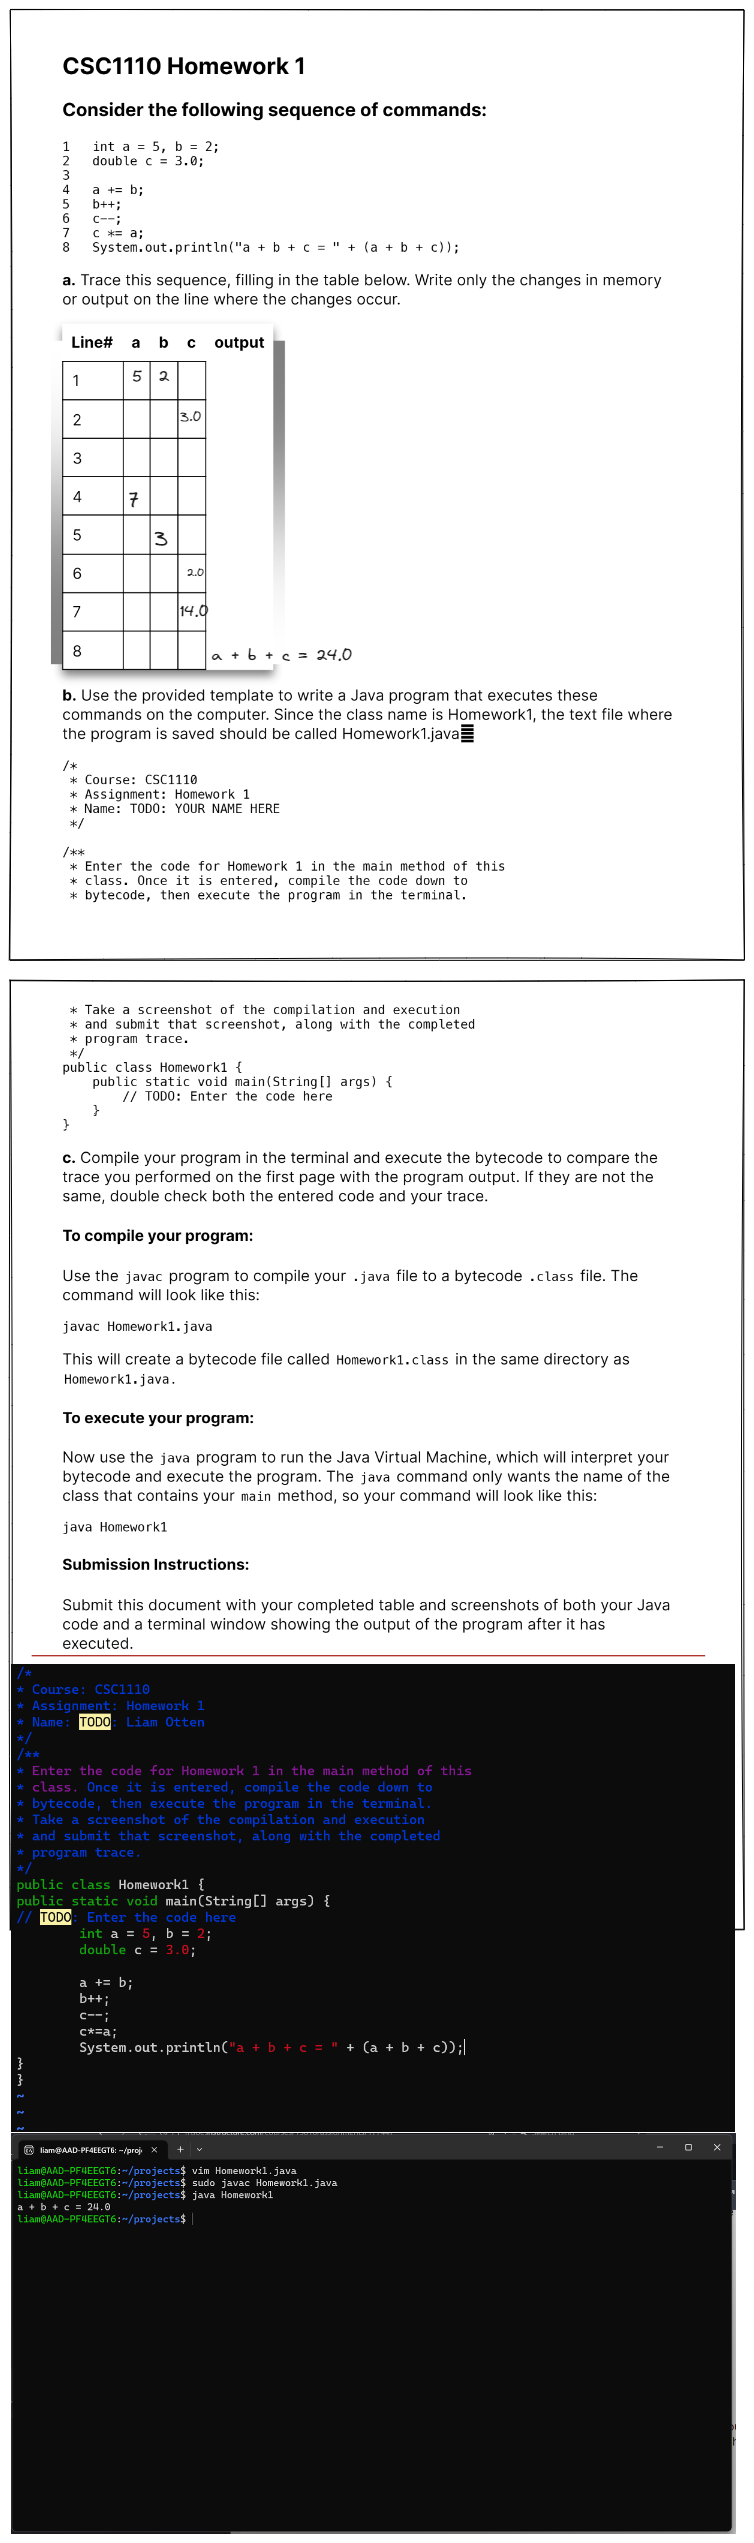 CSC1110 Homework 1
Consider the following sequence of commands:
1 int a = 5, b = 2;
2 double c = 3.0;
3
4 a += b;
5 b++;
6 c--;
7 c *= a;
8 System.out.println("a + b + c = " + (a + b + c));
a. Trace this sequence, filling in the table below. Write only the changes in memory
or output on the line where the changes occur.
Line# a b c output
1 5 2
2 3.0
3
4 7
5 3
6 2.0
7 14.0
8 a + b + c = 24.0
b. Use the provided template to write a Java program that executes these
commands on the computer. Since the class name is Homework1, the text file where
the program is saved should be called Homework1.java
/*
* Course: CSC1110
* Assignment: Homework 1
* Name: TODO: YOUR NAME HERE
*/
/**
* Enter the code for Homework 1 in the main method of this
* class. Once it is entered, compile the code down to
* bytecode, then execute the program in the terminal.
* Take a screenshot of the compilation and execution
* and submit that screenshot, along with the completed
* program trace.
*/
public class Homework1 {
public static void main(String[] args) {
// TODO: Enter the code here
}
}
c. Compile your program in the terminal and execute the bytecode to compare the
trace you performed on the first page with the program output. If they are not the
same, double check both the entered code and your trace.
To compile your program:
Use the javac program to compile your .java file to a bytecode .class file. The
command will look like this:
javac Homework1.java
This will create a bytecode file called Homework1.class in the same directory as
Homework1.java.
To execute your program:
Now use the java program to run the Java Virtual Machine, which will interpret your
bytecode and execute the program. The java command only wants the name of the
class that contains your main method, so your command will look like this:
java Homework1
Submission Instructions:
Submit this document with your completed table and screenshots of both your Java
code and a terminal window showing the output of the program after it has
executed.
/*
* Course: CSC1110
* Assignment: Homework 1
* Name: TODO: Liam Otten
*/
/**
* Enter the code for Homework 1 in the main method of this
* class. Once it is entered, compile the code down to
* bytecode, then execute the program in the terminal.
* Take a screenshot of the compilation and execution
* and submit that screenshot, along with the completed
* program trace.
*/
public class Homework1 {
public static void main(String[] args) {
// TODO: Enter the code here
int a = 5, b = 2;
double c = 3.0;
a += b;
b++;
c--;
c*=a;
System.out.println("a + b + c = " + (a + b + c));
}
}
~
~
~
liam@AAD-PF4EEGT6: ~/proj
liam@AAD-PF4EEGT6:~/projects$ vim Homework1.java
liam@AAD-PF4EEGT6:~/projects$ sudo javac Homework1.java
liam@AAD-PF4EEGT6:~/projects$ java Homework1
a + b + c = 24.0
liam@AAD-PF4EEGT6:~/projects$